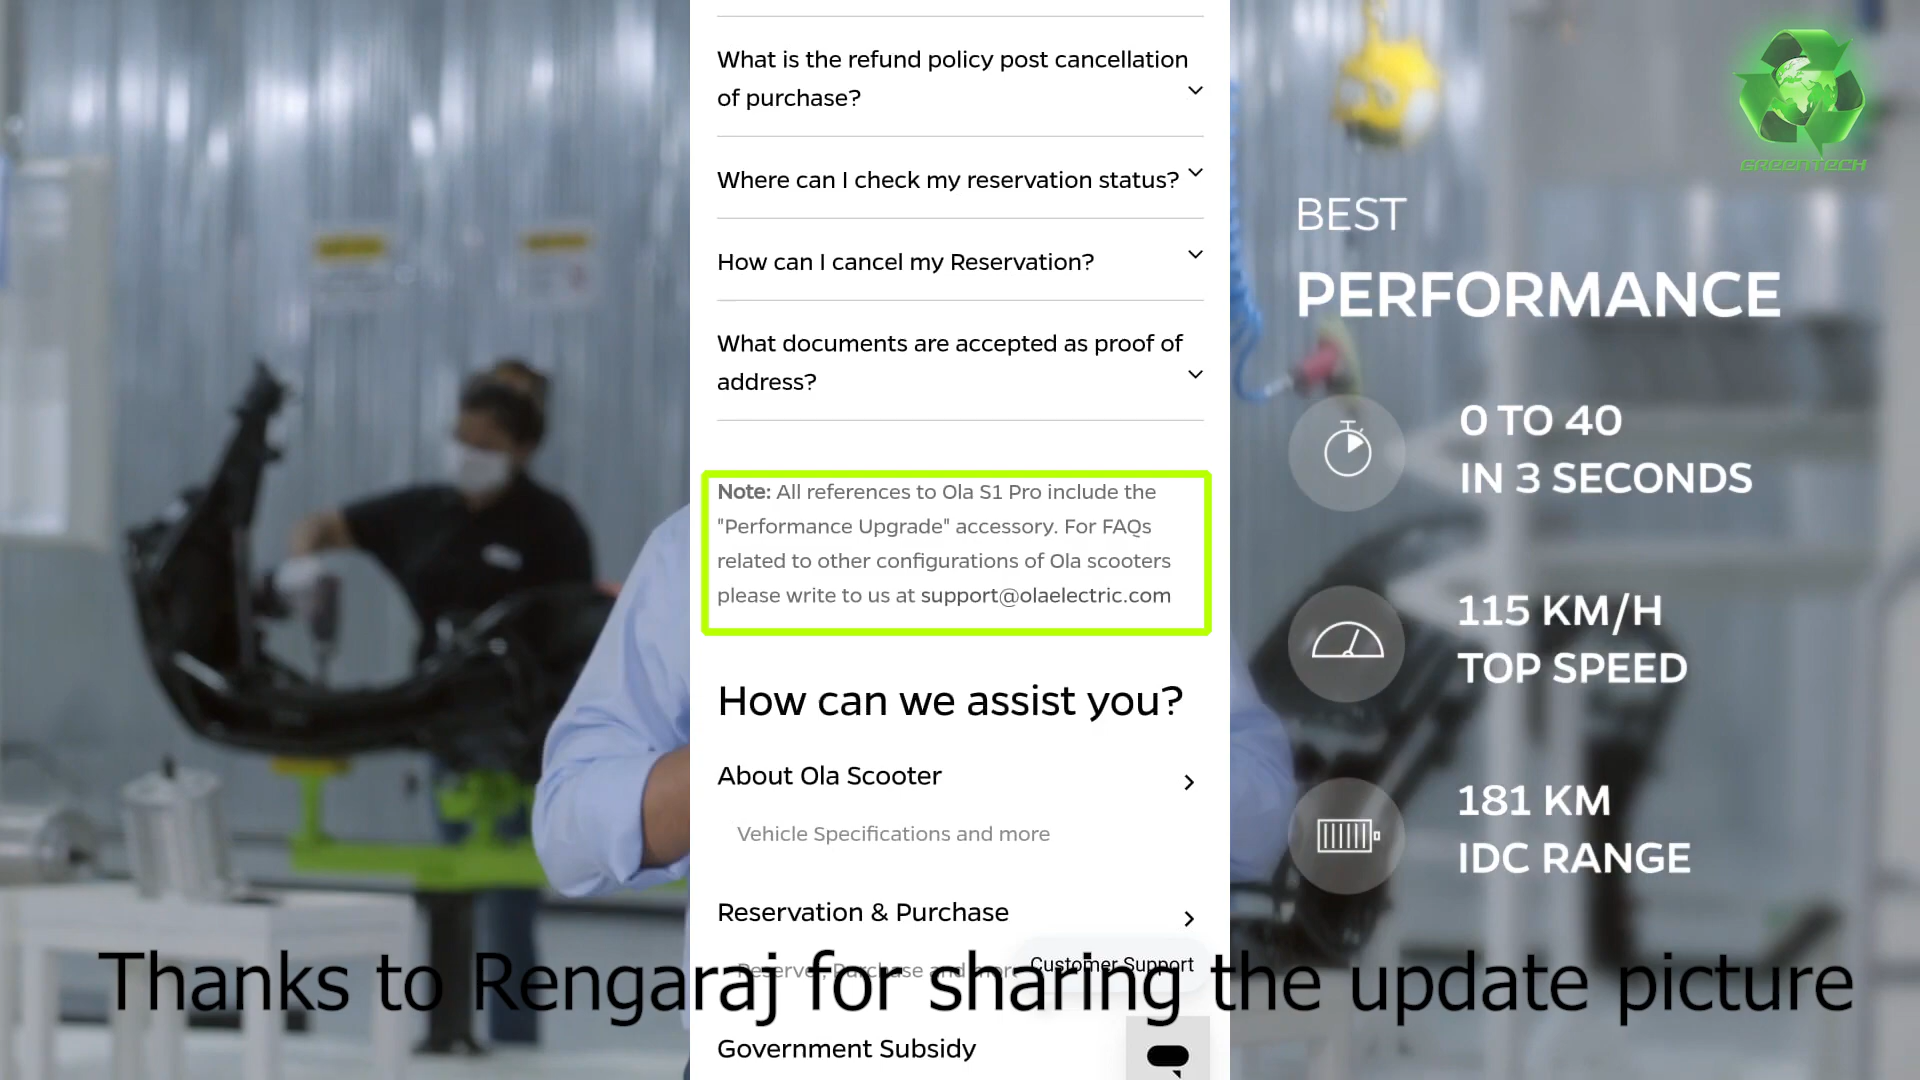 What is the refund policy post cancellation
of purchase?
Where can I check my reservation status?
How can I cancel my Reservation?
What documents are accepted as proof of
address?
Note: All references to Ola S1 Pro include the
"Performance Upgrade" accessory. For FAQs
related to other configurations of Ola scooters
please write to us at support@olaelectric.com
How can we assist you?
About Ola Scooter
Vehicle Specifications and more
Reservation & Purchase
Reserve, Purchase and more
Customer Support
Government Subsidy
GREENTECH
BEST
PERFORMANCE
0 TO 40
IN 3 SECONDS
115 KM/H
TOP SPEED
181 KM
IDC RANGE
Thanks to Rengaraj for sharing the update picture